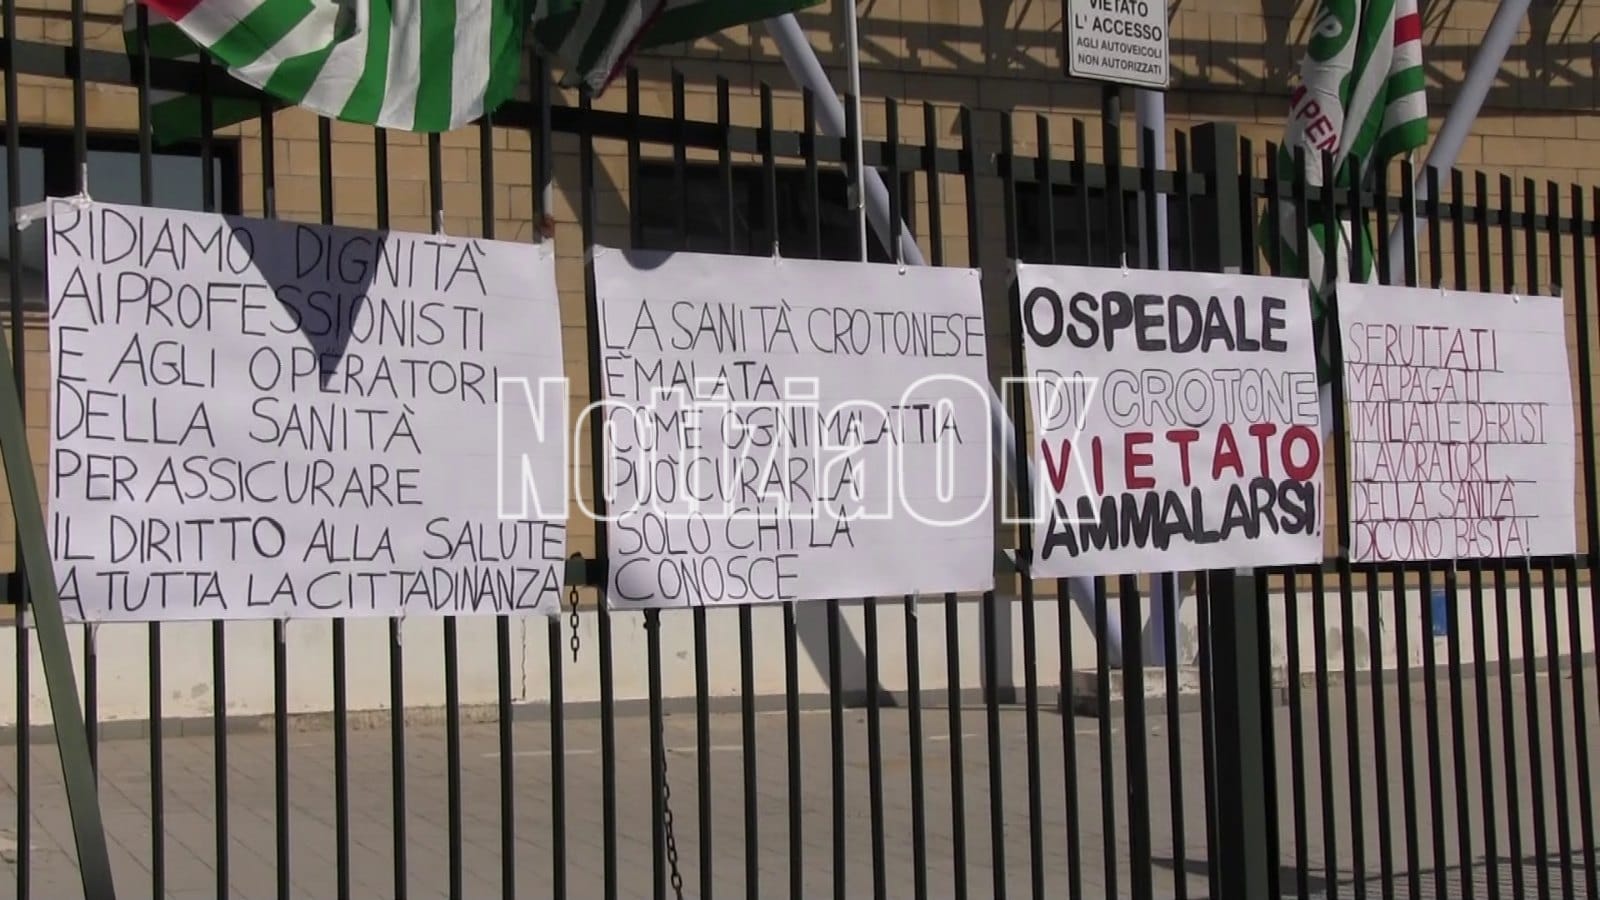 VIETATO
L' ACCESSO
AGLI AUTOVEICOLI
NON AUTORIZZATI
RIDIAMO DIGNITÀ
AI PROFESSIONISTI
E AGLI OPERATORI
DELLA SANITÀ
PER ASSICURARE
IL DIRITTO ALLA SALUTE
A TUTTA LA CITTADINANZA
LA SANITÀ CROTONESE
È MALATA
COME OGNI MALATTIA
PUÒ CURARLA
SOLO CHI LA
CONOSCE
OSPEDALE
DI CROTONE
VIETATO
AMMALARSI!
SFRUTTATI
MALPAGATI
UMILIATI E DERISI
I LAVORATORI
DELLA SANITÀ
DICONO BASTA!
NotiziaOK